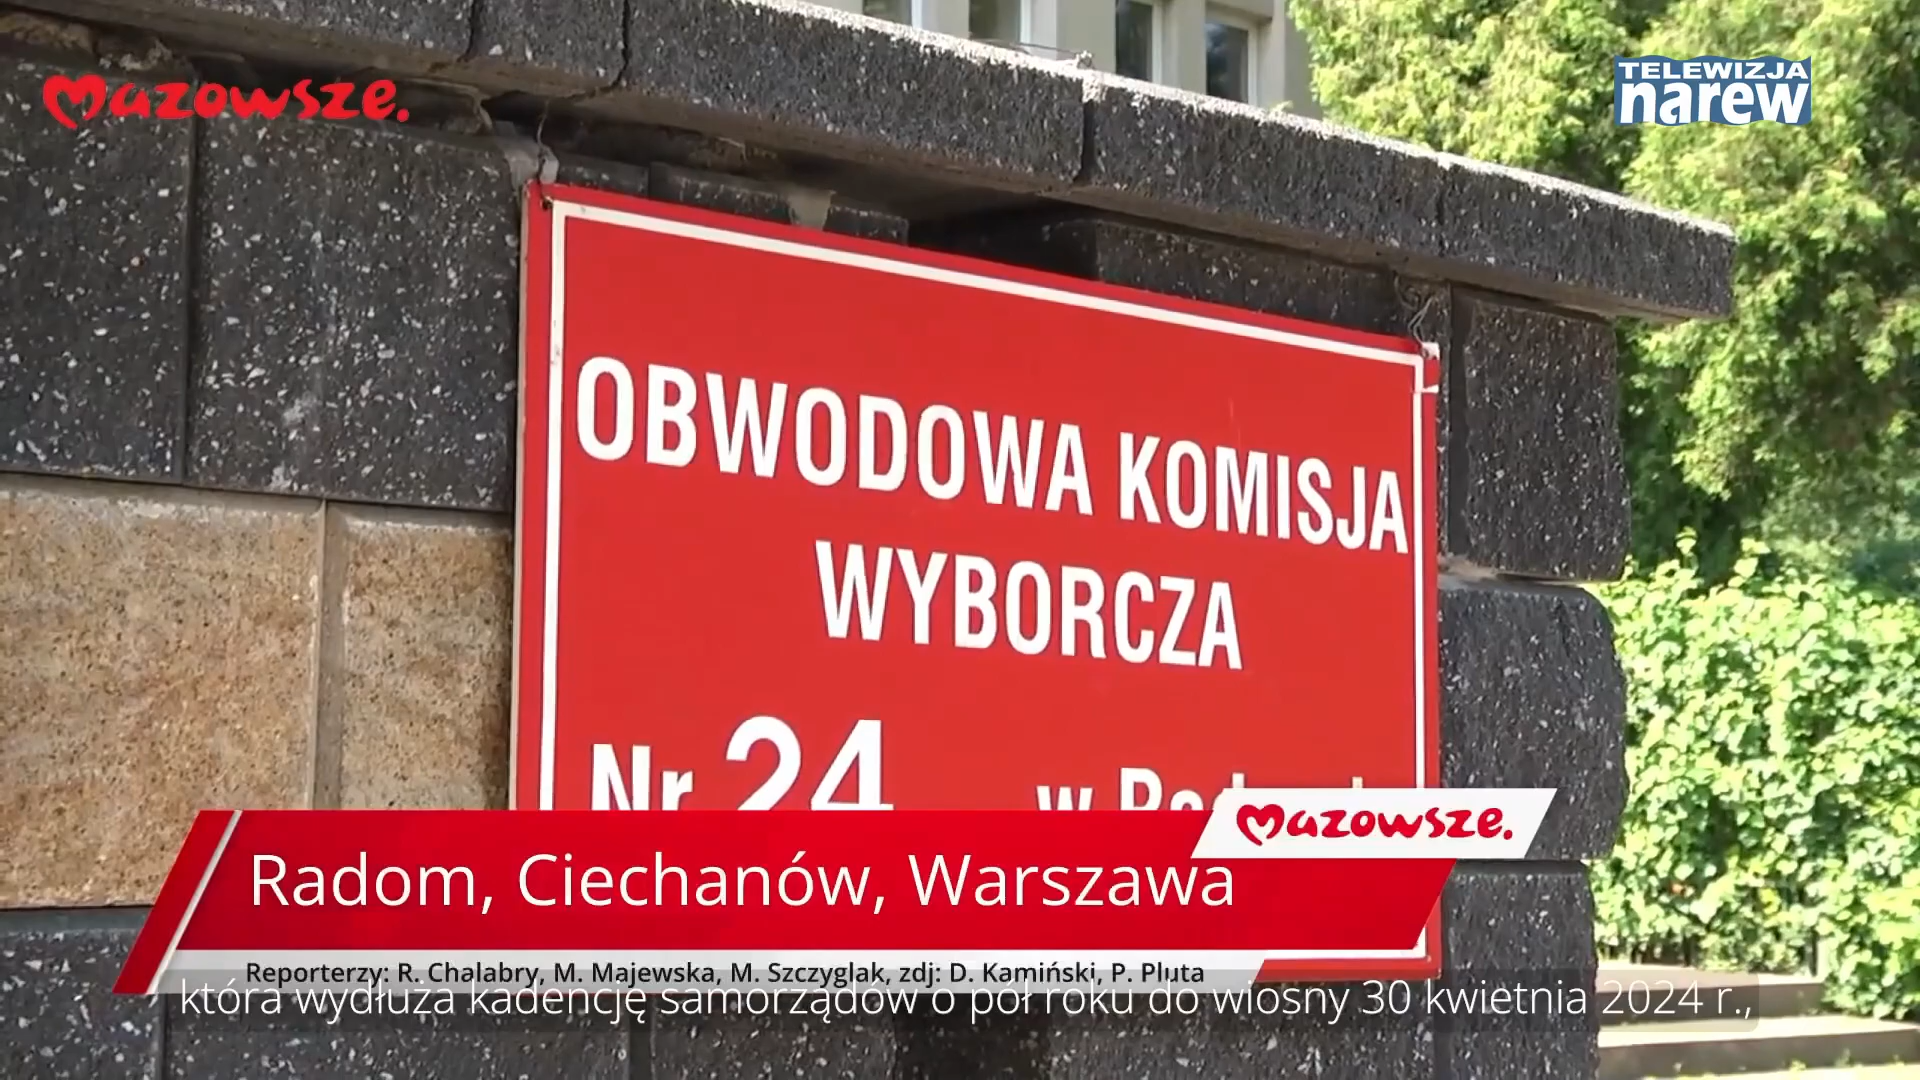 Mazowsze.
TELEWIZJA
narew
OBWODOWA KOMISJA
WYBORCZA
Nr 24 w
Mazowsze.
Radom, Ciechanów, Warszawa
Reporterzy: R. Chalabry, M. Majewska, M. Szczyglak, zdj: D. Kamiński, P. Pluta
która wydłuża kadencję samorządów o pół roku do wiosny 30 kwietnia 2024 r.,